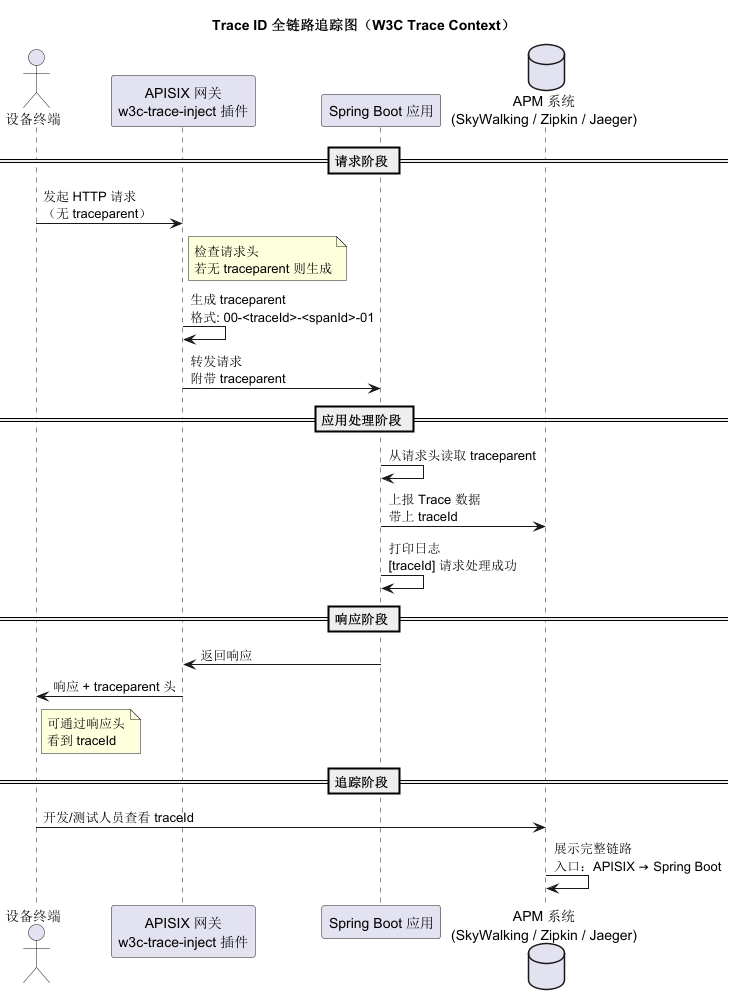 Trace ID 全链路追踪图（W3C Trace Context）
设备终端
APISIX 网关
w3c-trace-inject 插件
Spring Boot 应用
APM 系统
(SkyWalking / Zipkin / Jaeger)
请求阶段
发起 HTTP 请求
（无 traceparent）
检查请求头
若无 traceparent 则生成
生成 traceparent
格式: 00-<traceId>-<spanId>-01
转发请求
附带 traceparent
应用处理阶段
从请求头读取 traceparent
上报 Trace 数据
带上 traceId
打印日志
[traceId] 请求处理成功
响应阶段
返回响应
响应 + traceparent 头
可通过响应头
看到 traceId
追踪阶段
开发/测试人员查看 traceId
展示完整链路
入口：APISIX → Spring Boot
设备终端
APISIX 网关
w3c-trace-inject 插件
Spring Boot 应用
APM 系统
(SkyWalking / Zipkin / Jaeger)